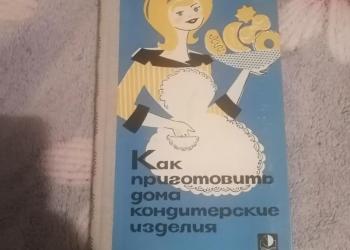 Как
приготовить
дома
кондитерские
изделия